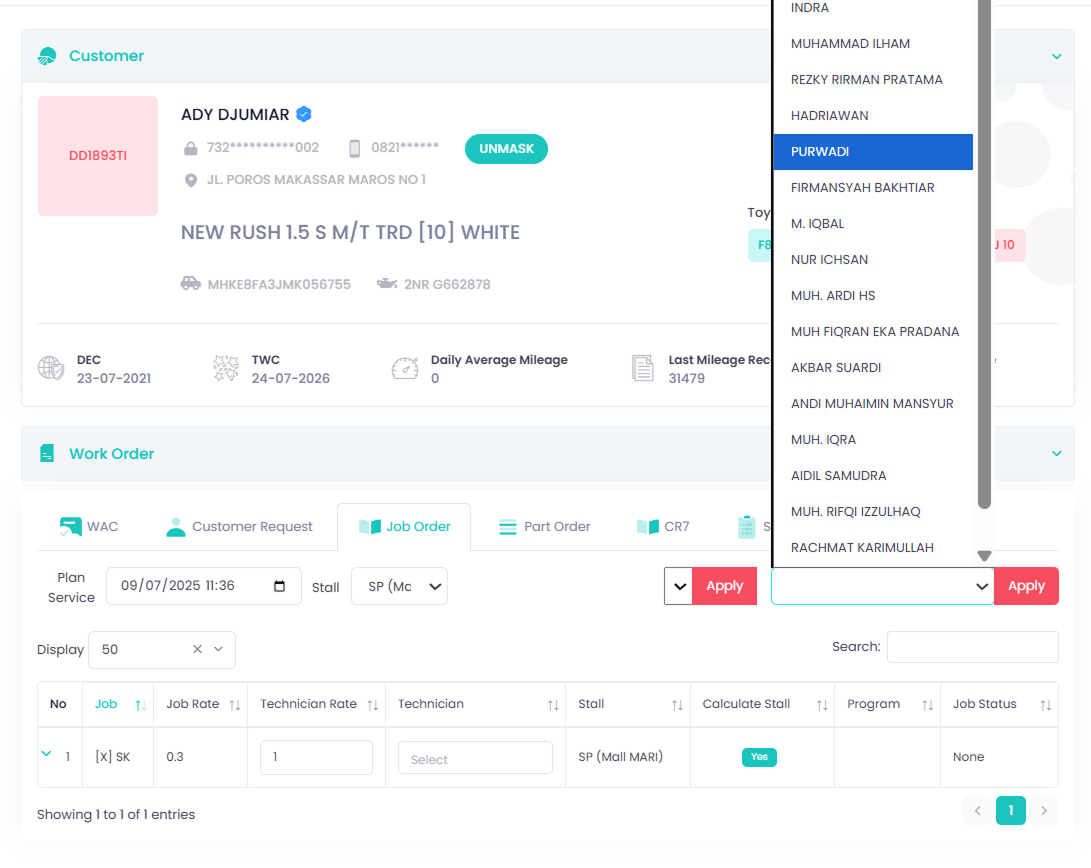 Customer
DD1893TI
ADY DJUMIAR
732**********002 0821******
UNMASK
JL. POROS MAKASSAR MAROS NO 1
NEW RUSH 1.5 S M/T TRD [10] WHITE
MHKE8FA3JMK056755 2NR G662878
Toy
F8
J 10
DEC
23-07-2021
TWC
24-07-2026
Daily Average Mileage
0
Last Mileage Rec
31479
INDRA
MUHAMMAD ILHAM
REZKY RIRMAN PRATAMA
HADRIAWAN
PURWADI
FIRMANSYAH BAKHTIAR
M. IQBAL
NUR ICHSAN
MUH. ARDI HS
MUH FIQRAN EKA PRADANA
AKBAR SUARDI
ANDI MUHAIMIN MANSYUR
MUH. IQRA
AIDIL SAMUDRA
MUH. RIFQI IZZULHAQ
RACHMAT KARIMULLAH
Work Order
WAC Customer Request Job Order Part Order CR7 S
Plan
Service
09/07/2025 11:36
Stall
SP (Mc
Apply
Apply
Display 50
Search:
No Job Job Rate Technician Rate Technician Stall Calculate Stall Program Job Status
1 [X] SK 0.3 1 Select SP (Mall MARI) Yes None
Showing 1 to 1 of 1 entries
1